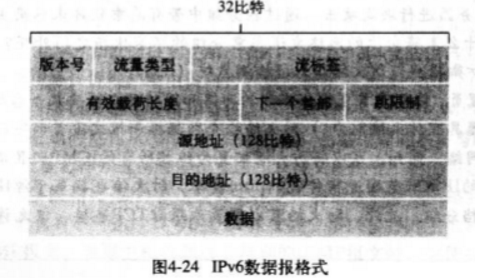 32比特
版本号 流量类型 流标签
有效载荷长度 下一个首部 跳限制
源地址（128比特）
目的地址（128比特）
数据
图4-24 IPv6数据报格式